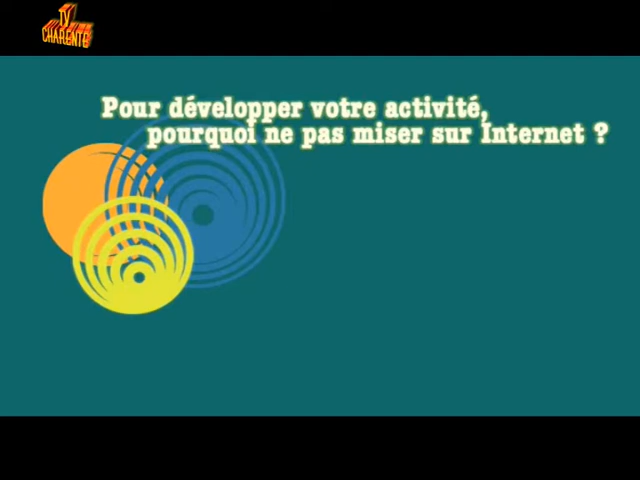 TV
CHARENTE
Pour développer votre activité,
pourquoi ne pas miser sur Internet ?